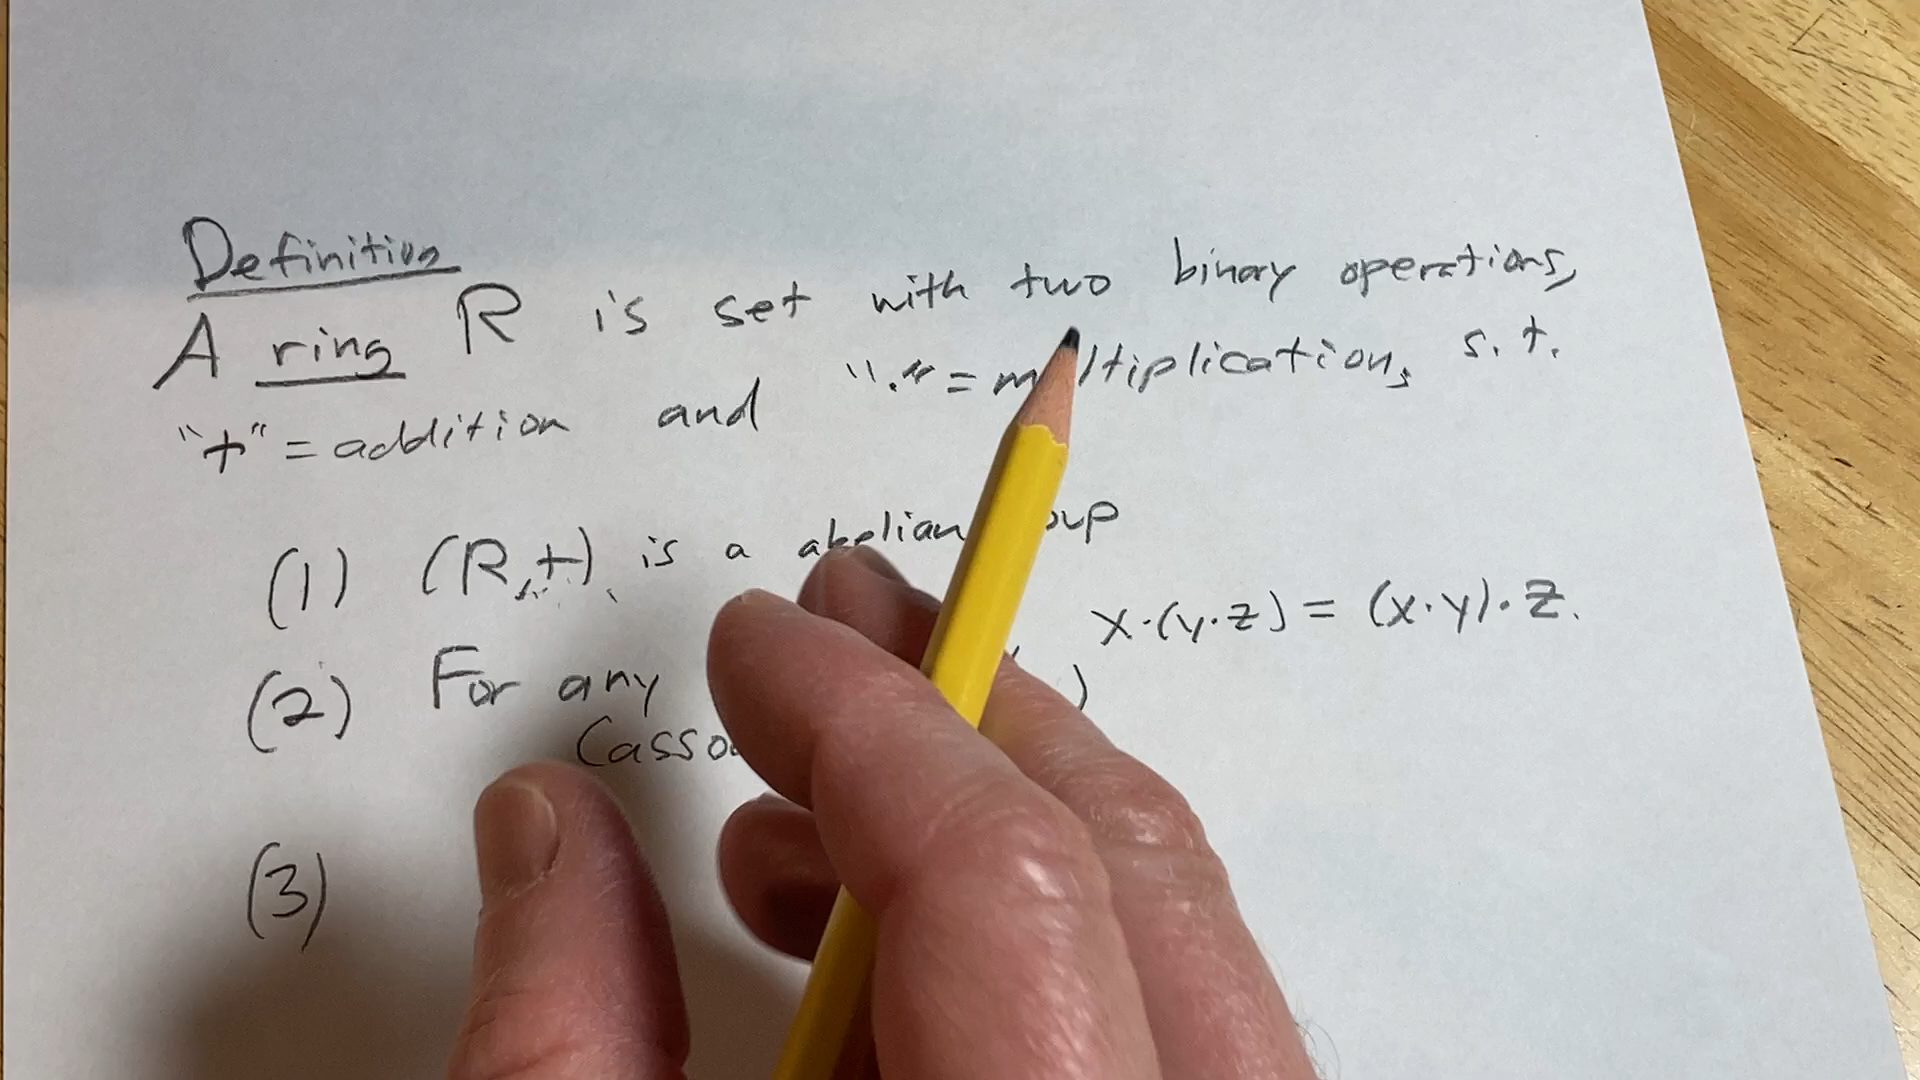 Definition
A ring R is set with two binary operations,
"+" = addition and "·" = multiplication, s.t.
(1) (R,+) is a abelian
(2) For any x·(y·z) = (x·y)·z.
(3)